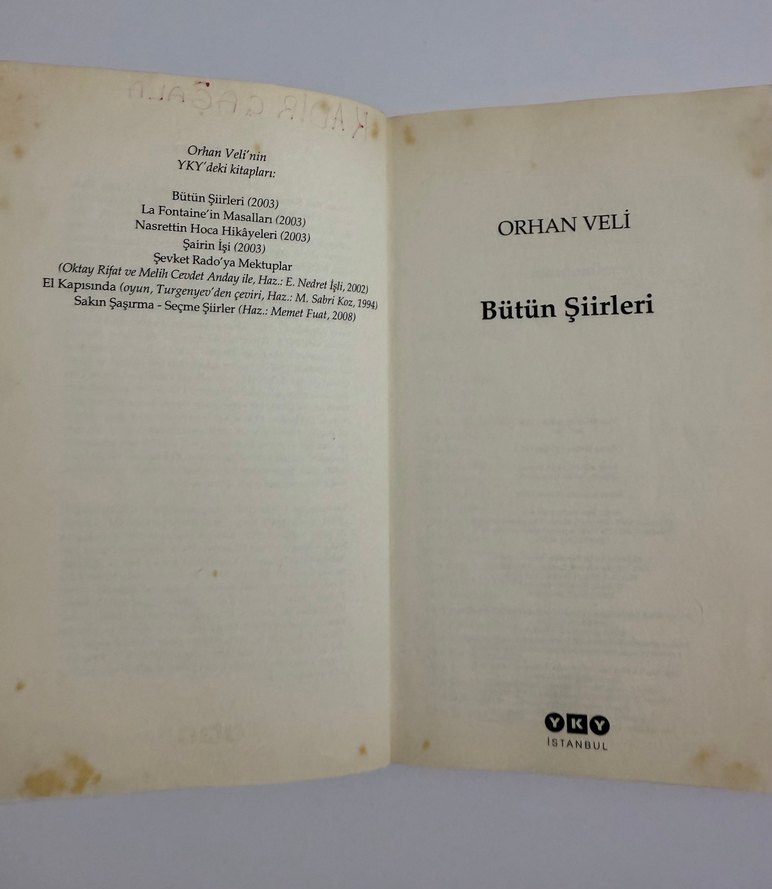 Orhan Veli'nin
YKY'deki kitapları:
Bütün Şiirleri (2003)
La Fontaine'in Masalları (2003)
Nasrettin Hoca Hikâyeleri (2003)
Şairin İşi (2003)
Şevket Rado'ya Mektuplar
(Oktay Rifat ve Melih Cevdet Anday ile, Haz.: E. Nedret İşli, 2002)
El Kapısında (oyun, Turgenyev'den çeviri, Haz.: M. Sabri Koz, 1994)
Sakın Şaşırma - Seçme Şiirler (Haz.: Memet Fuat, 2008)
ORHAN VELİ
Bütün Şiirleri
YKY
İSTANBUL